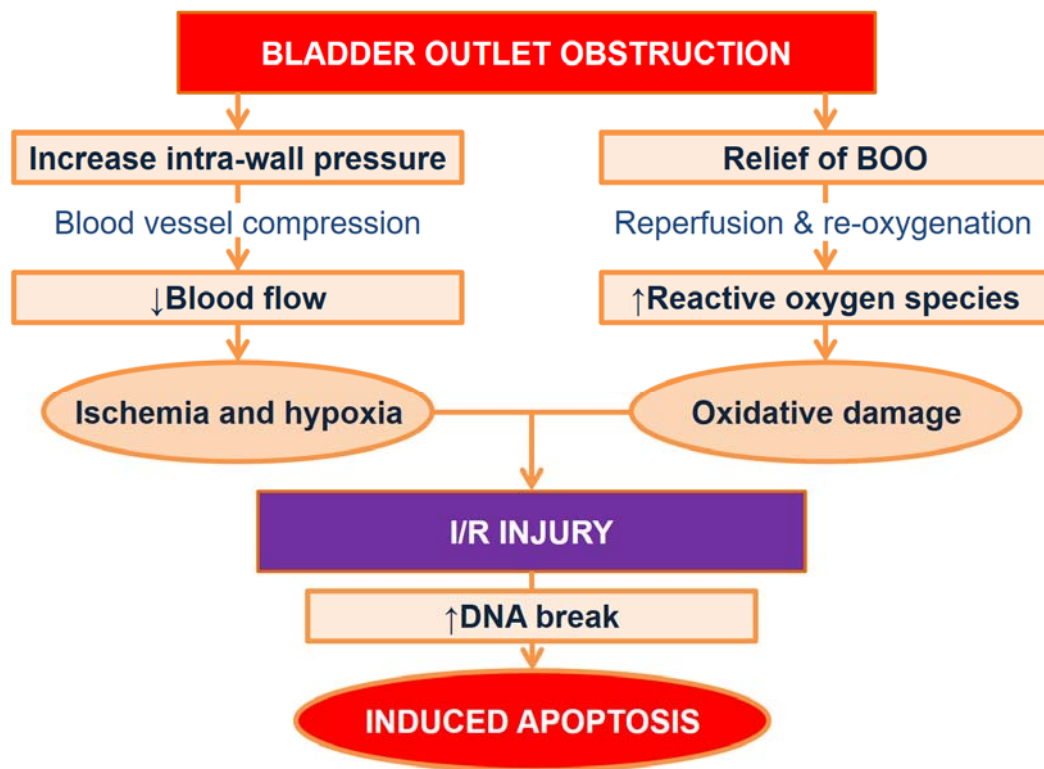 BLADDER OUTLET OBSTRUCTION
Increase intra-wall pressure
Relief of BOO
Blood vessel compression
Reperfusion & re-oxygenation
↓Blood flow
↑Reactive oxygen species
Ischemia and hypoxia
Oxidative damage
I/R INJURY
↑DNA break
INDUCED APOPTOSIS